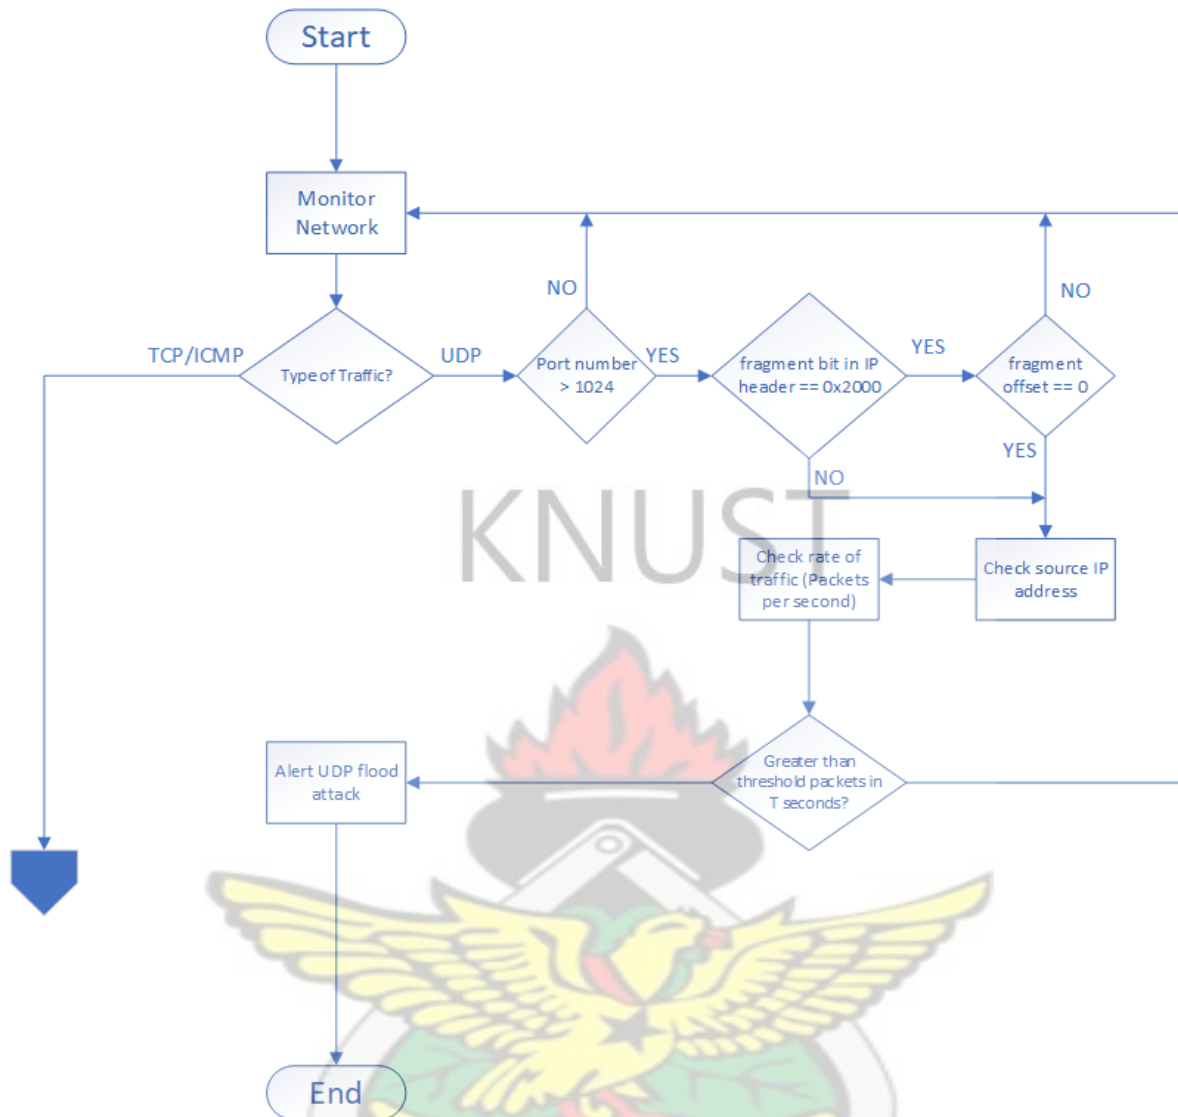 Start
Monitor
Network
NO
NO
TCP/ICMP
Type of Traffic?
UDP
Port number
> 1024
YES
fragment bit in IP
header == 0x2000
YES
fragment
offset == 0
YES
NO
KNUST
Check rate of
traffic (Packets
per second)
Check source IP
address
Greater than
threshold packets in
T seconds?
Alert UDP flood
attack
End